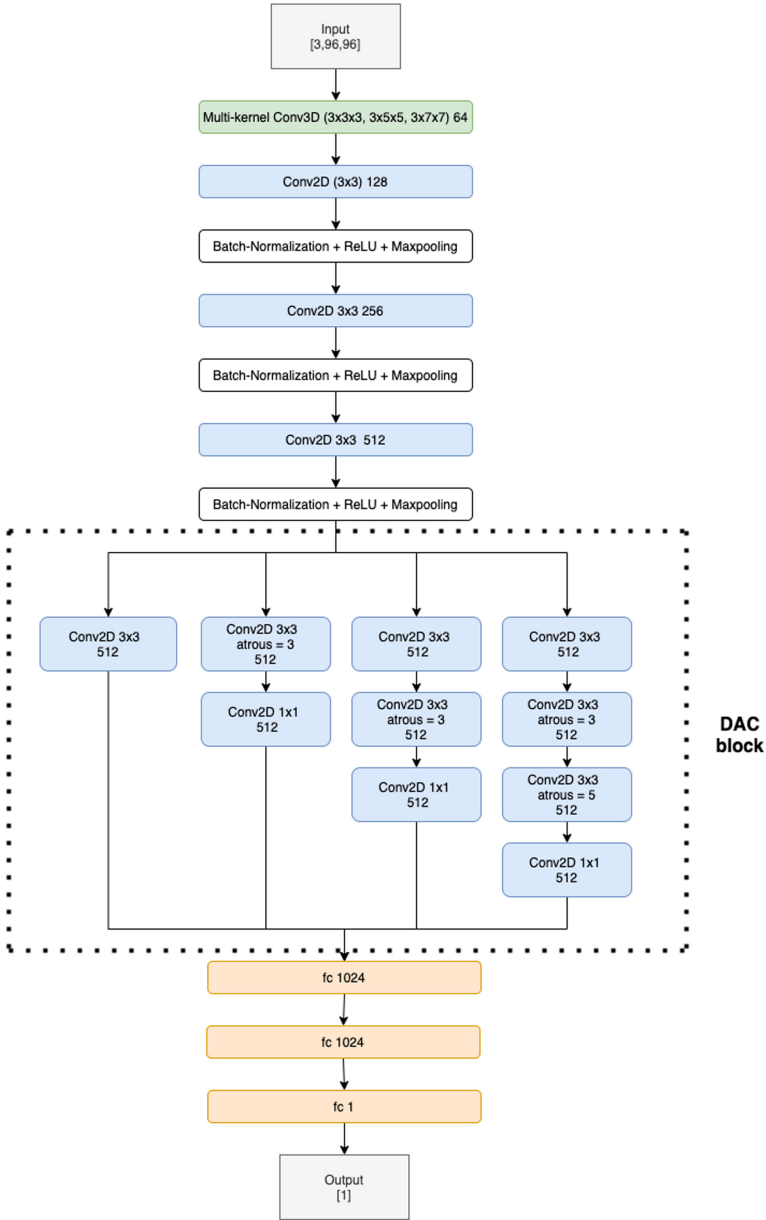 Input
[3,96,96]
Multi-kernel Conv3D (3x3x3, 3x5x5, 3x7x7) 64
Conv2D (3x3) 128
Batch-Normalization + ReLU + Maxpooling
Conv2D 3x3 256
Batch-Normalization + ReLU + Maxpooling
Conv2D 3x3  512
Batch-Normalization + ReLU + Maxpooling
Conv2D 3x3
512
Conv2D 3x3
atrous = 3
512
Conv2D 1x1
512
Conv2D 3x3
512
Conv2D 3x3
atrous = 3
512
Conv2D 1x1
512
Conv2D 3x3
512
Conv2D 3x3
atrous = 3
512
Conv2D 3x3
atrous = 5
512
Conv2D 1x1
512
DAC
block
fc 1024
fc 1024
fc 1
Output
[1]